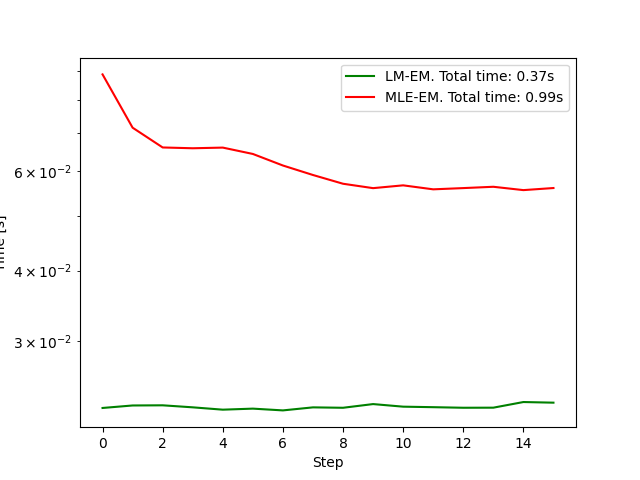 LM-EM. Total time: 0.37s
MLE-EM. Total time: 0.99s
6 × 10⁻²
4 × 10⁻²
3 × 10⁻²
0 2 4 6 8 10 12 14
Step